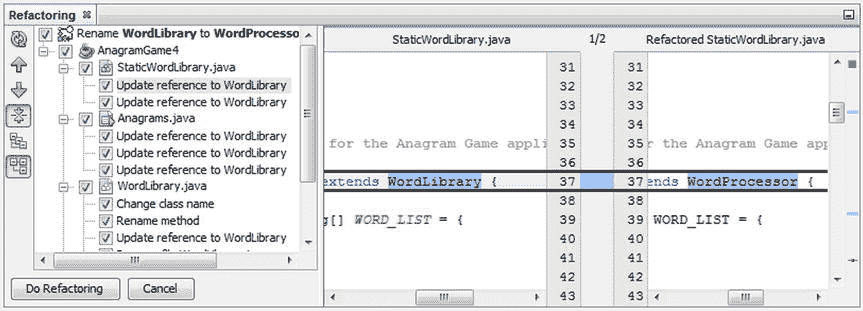 Refactoring
Rename WordLibrary to WordProcesso
AnagramGame4
StaticWordLibrary.java
Update reference to WordLibrary
Update reference to WordLibrary
Anagrams.java
Update reference to WordLibrary
Update reference to WordLibrary
Update reference to WordLibrary
WordLibrary.java
Change class name
Rename method
Update reference to WordLibrary
Do Refactoring
Cancel
StaticWordLibrary.java
1/2
Refactored StaticWordLibrary.java
31 31
32 32
33 33
34 34
for the Anagram Game appli 35 35 r the Anagram Game app
36 36
extends WordLibrary { 37 37 ends WordProcessor {
38 38
g[] WORD_LIST = { 39 39 WORD_LIST = {
40 40
41 41
42 42
43 43